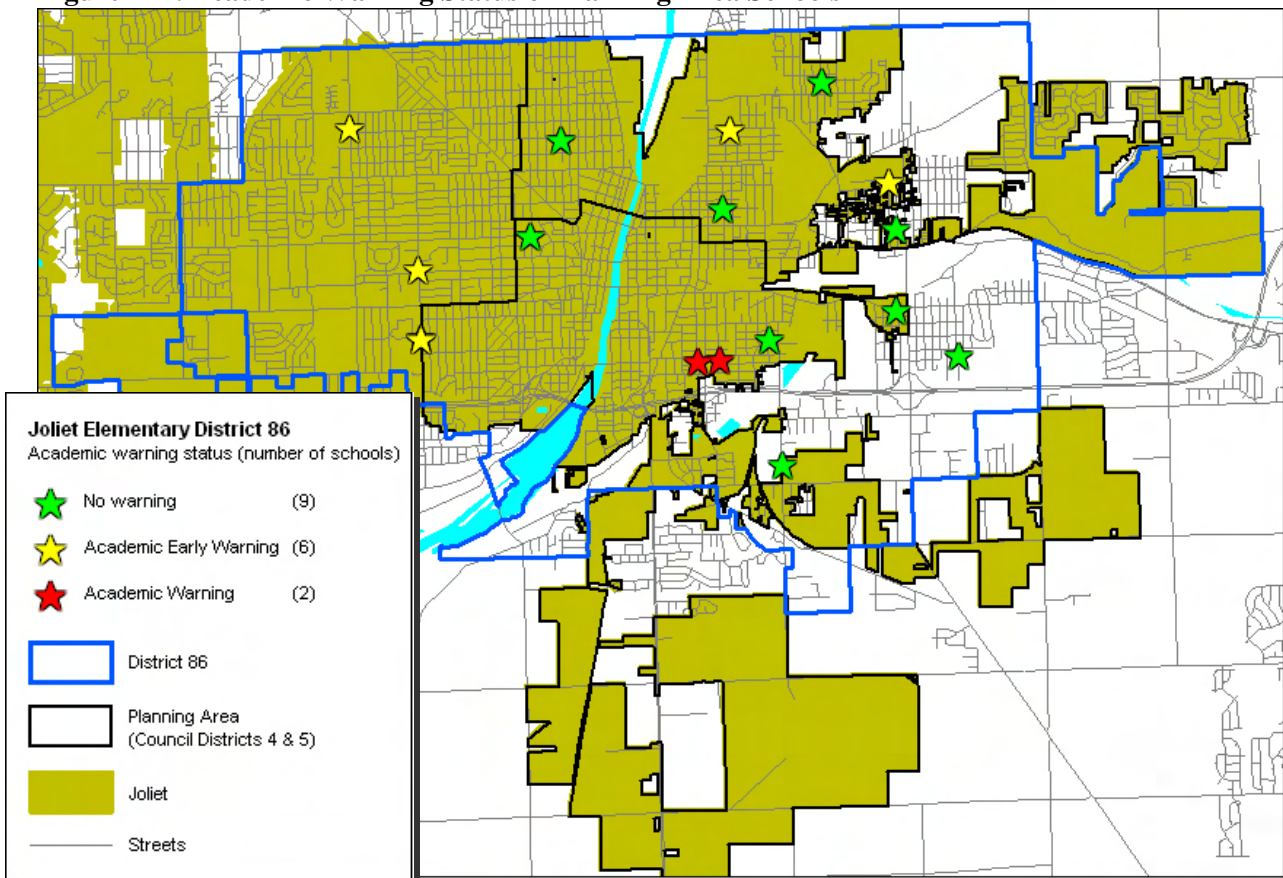 Joliet Elementary District 86
Academic warning status (number of schools)
No warning (9)
Academic Early Warning (6)
Academic Warning (2)
District 86
Planning Area
(Council Districts 4 & 5)
Joliet
Streets